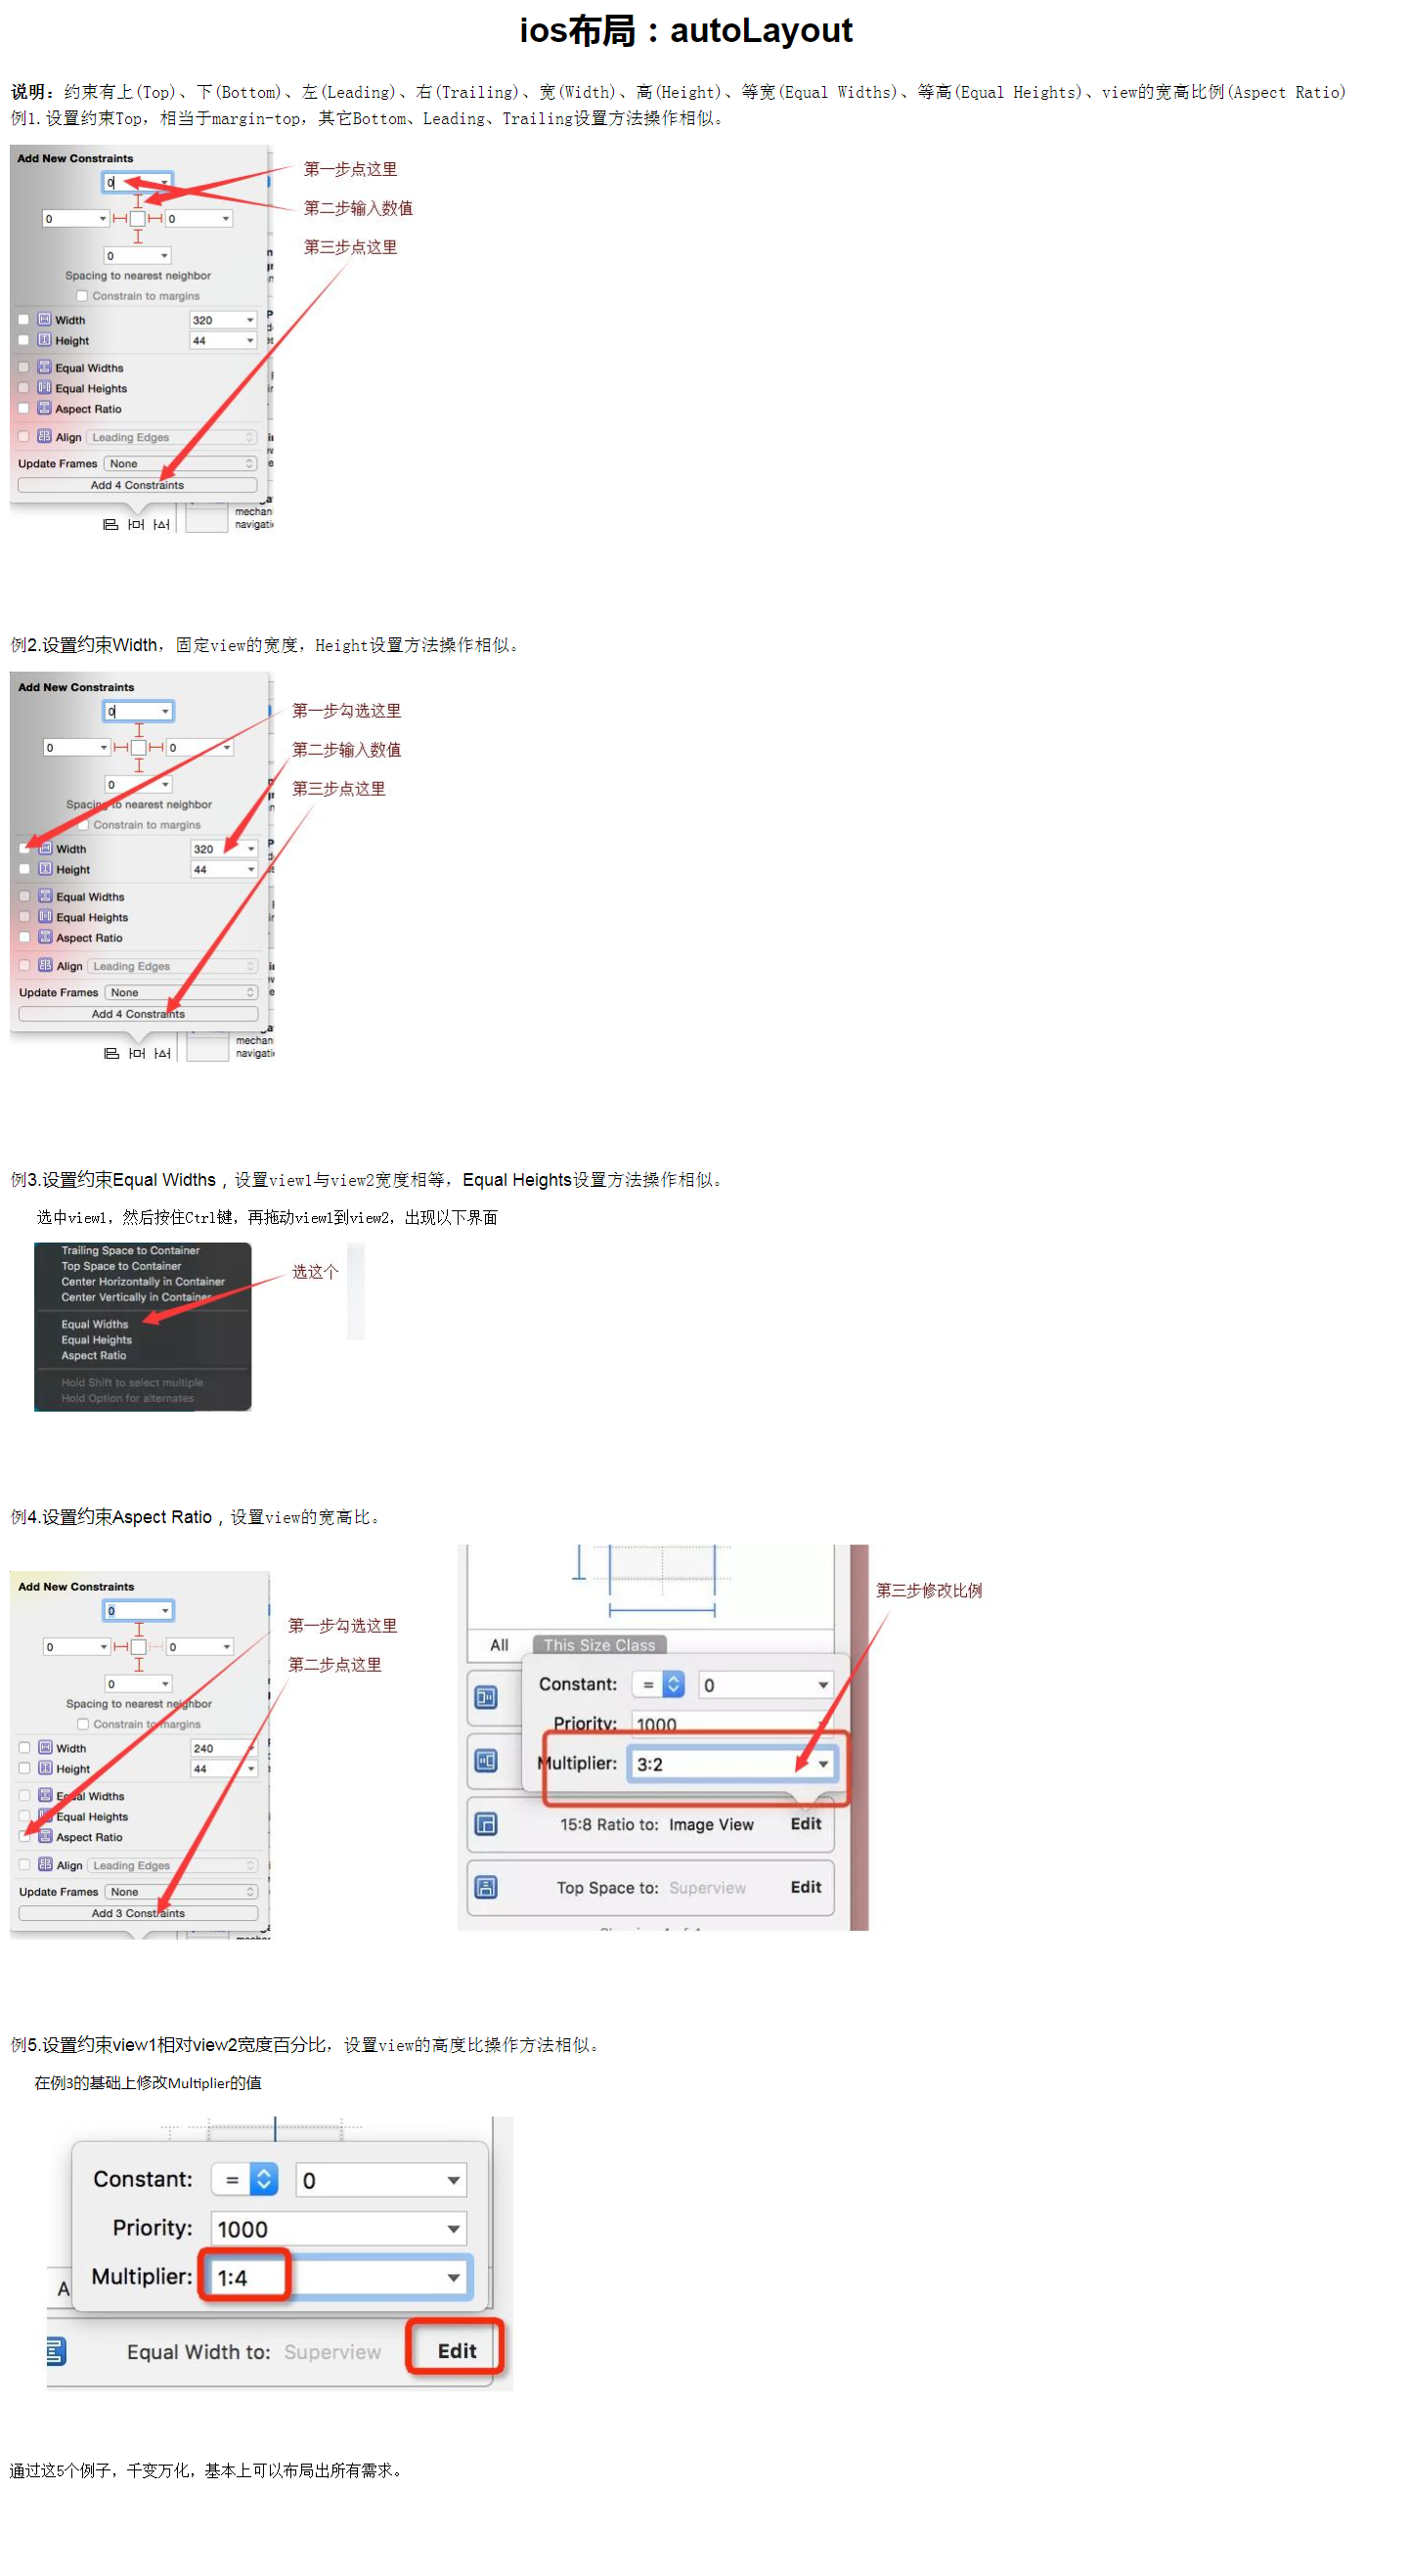 ios布局：autoLayout
说明：约束有上(Top)、下(Bottom)、左(Leading)、右(Trailing)、宽(Width)、高(Height)、等宽(Equal Widths)、等高(Equal Heights)、view的宽高比例(Aspect Ratio)
例1.设置约束Top，相当于margin-top，其它Bottom、Leading、Trailing设置方法操作相似。
Add New Constraints
0
0 0
0
Spacing to nearest neighbor
Constrain to margins
Width 320
Height 44
Equal Widths
Equal Heights
Aspect Ratio
Align Leading Edges
Update Frames None
Add 4 Constraints
mechan
navigati
第一步点这里
第二步输入数值
第三步点这里
例2.设置约束Width，固定view的宽度，Height设置方法操作相似。
Add New Constraints
0
0 0
0
Spacing to nearest neighbor
Constrain to margins
Width 320
Height 44
Equal Widths
Equal Heights
Aspect Ratio
Align Leading Edges
Update Frames None
Add 4 Constraints
mechan
navigati
第一步勾选这里
第二步输入数值
第三步点这里
例3.设置约束Equal Widths，设置view1与view2宽度相等，Equal Heights设置方法操作相似。
选中view1，然后按住Ctrl键，再拖动view1到view2，出现以下界面
Trailing Space to Container
Top Space to Container
Center Horizontally in Container
Center Vertically in Container
Equal Widths
Equal Heights
Aspect Ratio
Hold Shift to select multiple
Hold Option for alternates
选这个
例4.设置约束Aspect Ratio，设置view的宽高比。
Add New Constraints
0
0 0
0
Spacing to nearest neighbor
Constrain to margins
Width 240
Height 44
Equal Widths
Equal Heights
Aspect Ratio
Align Leading Edges
Update Frames None
Add 3 Constraints
第一步勾选这里
第二步点这里
All This Size Class
Constant: = 0
Priority: 1000
Multiplier: 3:2
15:8 Ratio to: Image View Edit
Top Space to: Superview Edit
第三步修改比例
例5.设置约束view1相对view2宽度百分比，设置view的高度比操作方法相似。
在例3的基础上修改Multiplier的值
Constant: = 0
Priority: 1000
A Multiplier: 1:4
Equal Width to: Superview Edit
通过这5个例子，千变万化，基本上可以布局出所有需求。